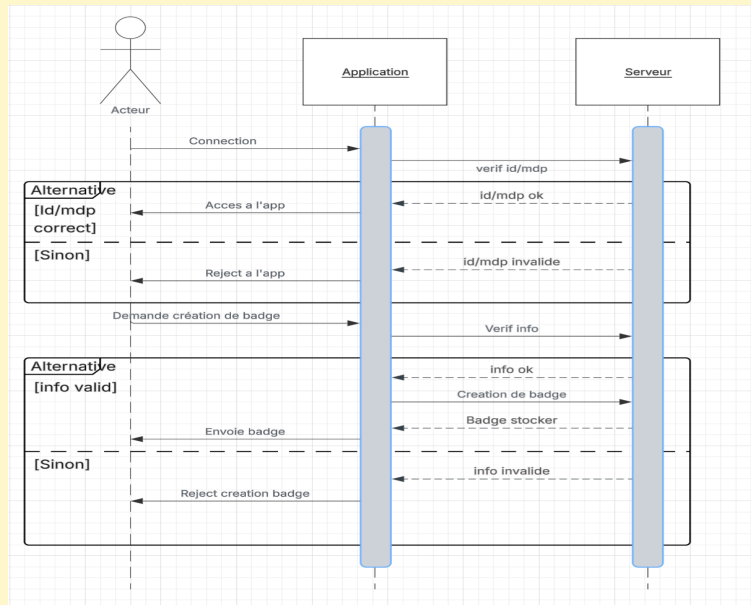 Application
Serveur
Acteur
Connection
verif id/mdp
Alternative
[Id/mdp
correct]
id/mdp ok
Acces a l'app
[Sinon]
id/mdp invalide
Reject a l'app
Demande création de badge
Verif info
Alternative
[info valid]
info ok
Creation de badge
Badge stocker
Envoie badge
[Sinon]
info invalide
Reject creation badge